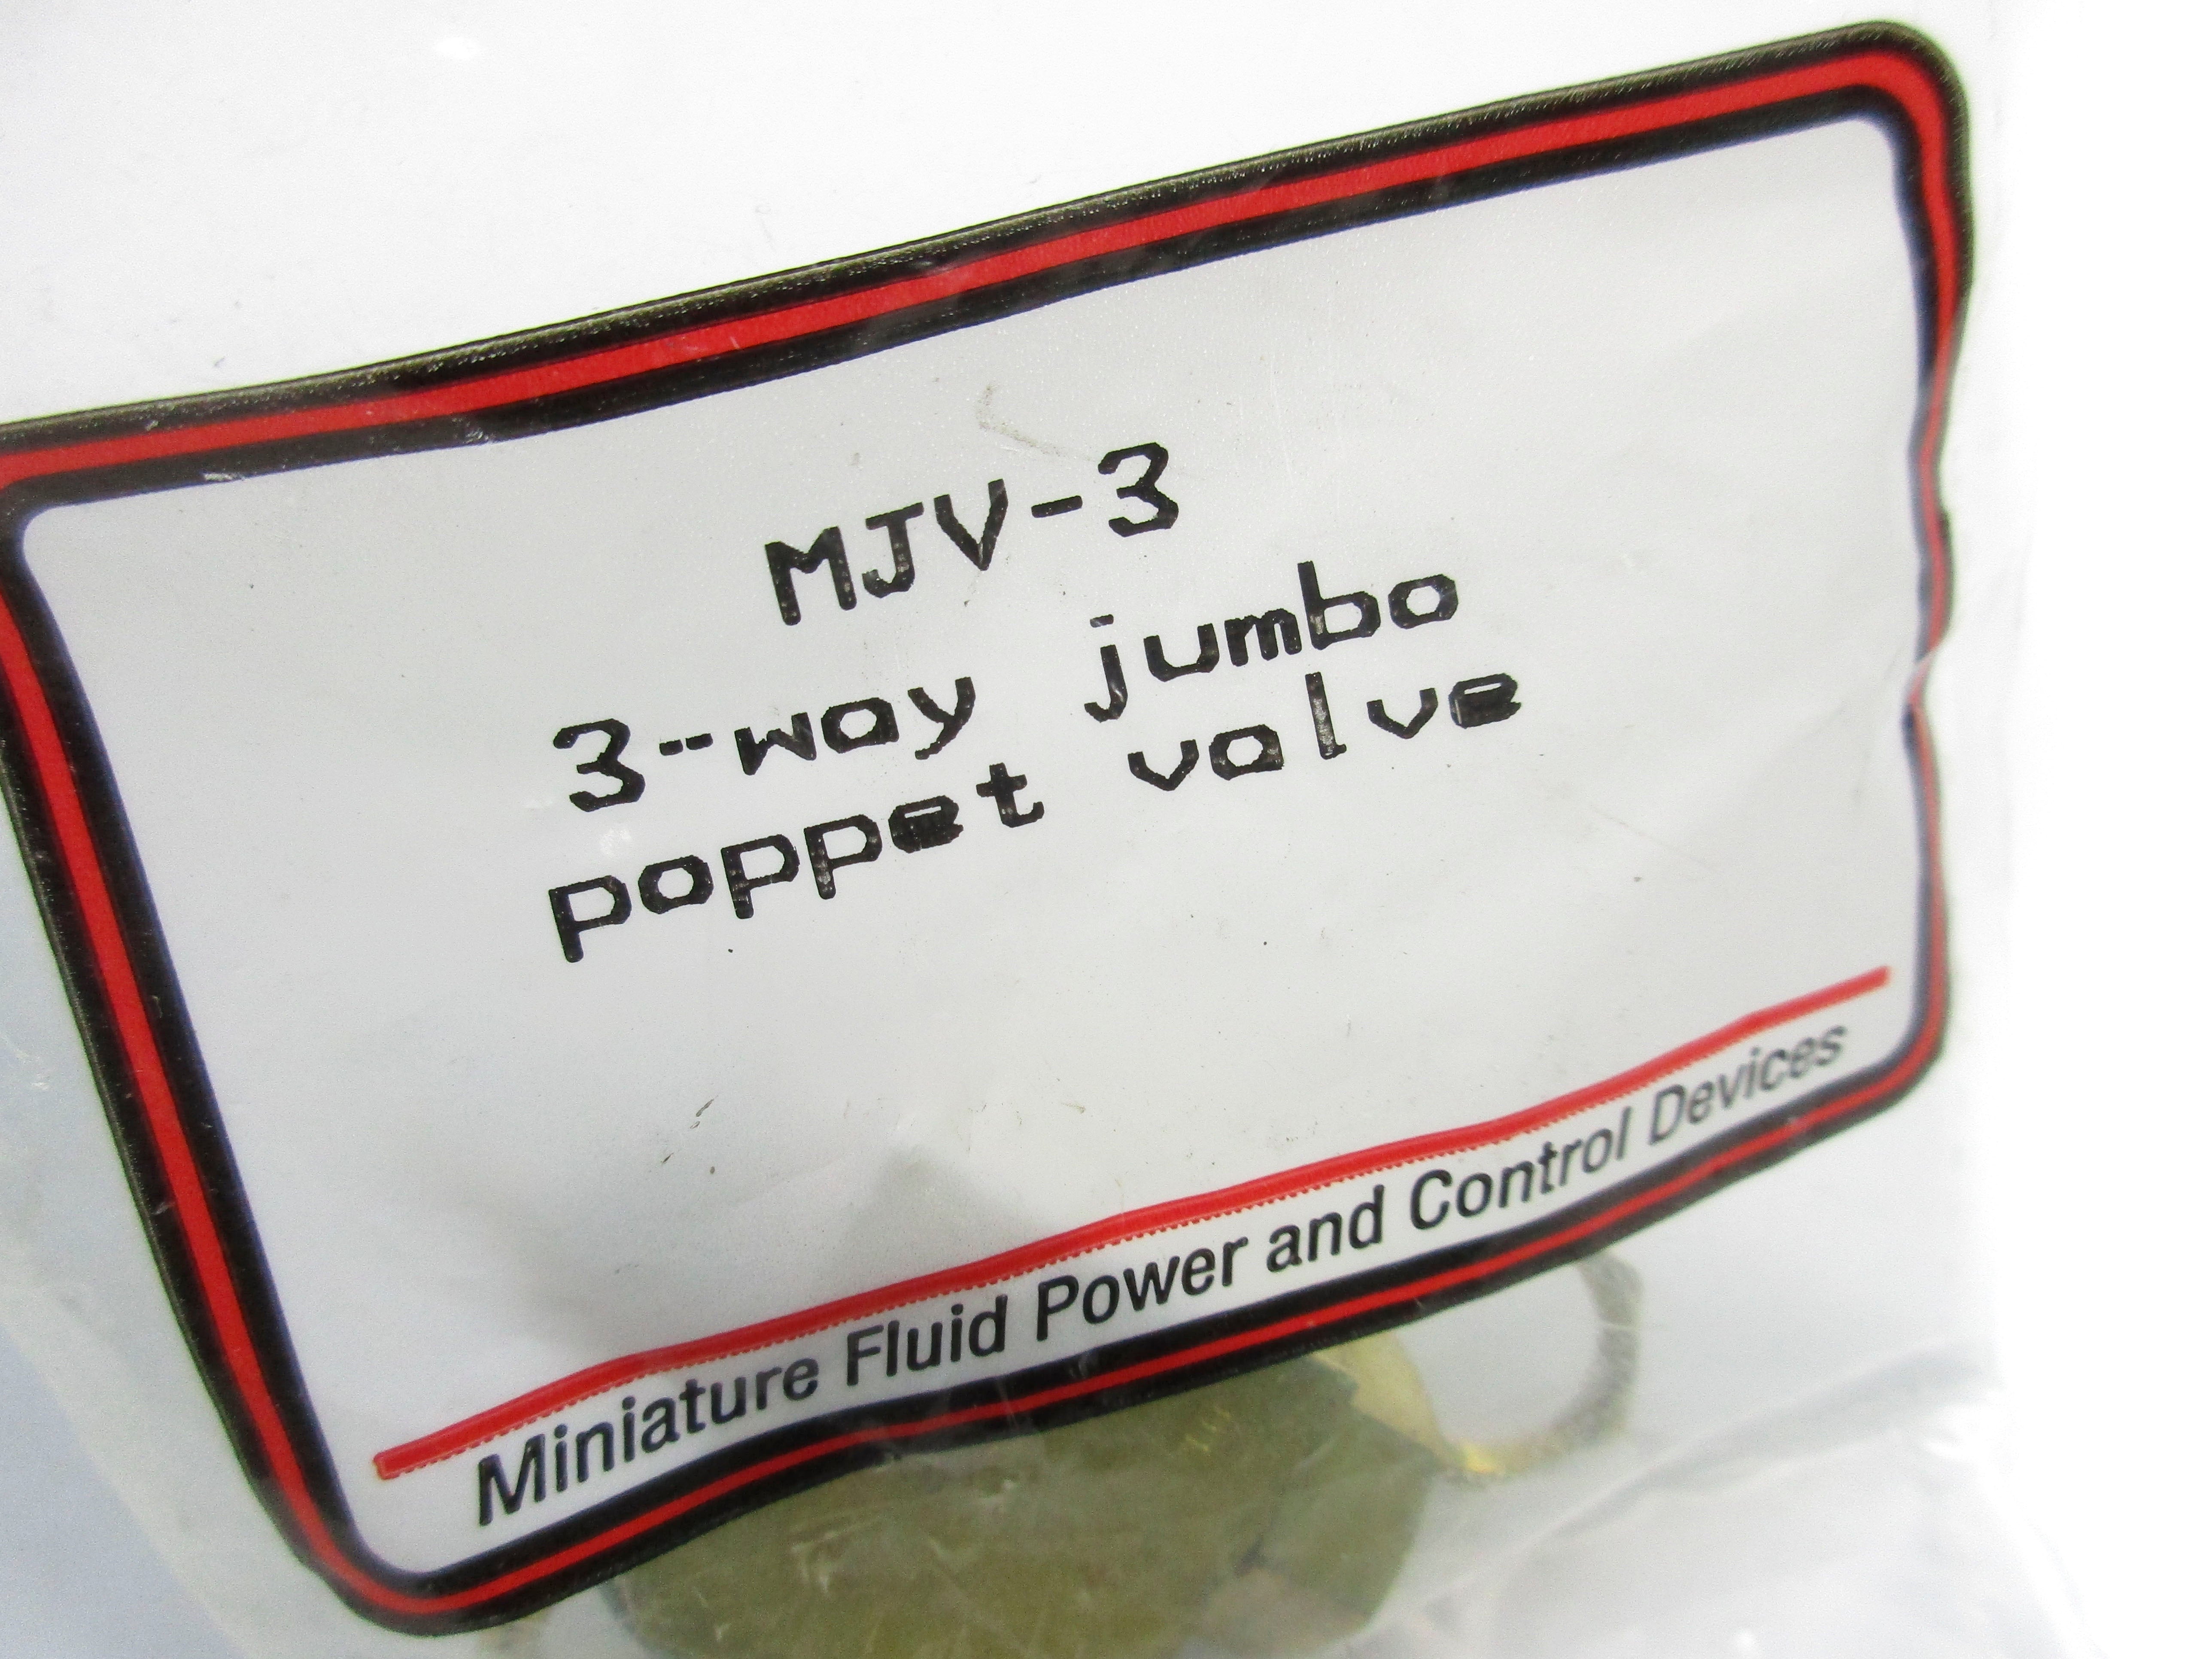 MJV-3
3-way jumbo
poppet valve
Miniature Fluid Power and Control Devices